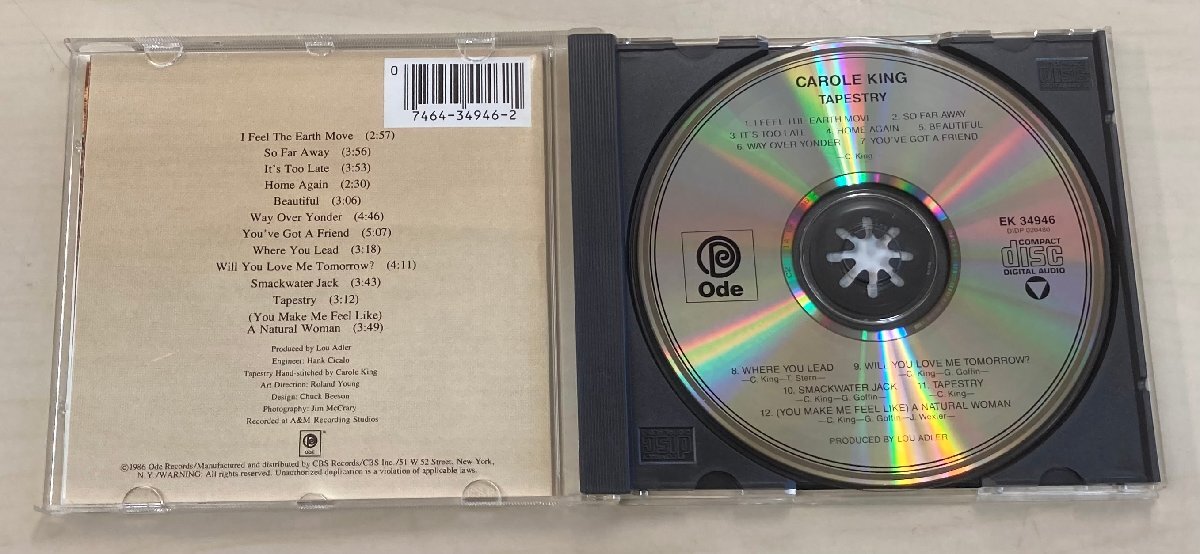 0
7464-34946-2
I Feel The Earth Move (2:57)
So Far Away (3:56)
It's Too Late (3:53)
Home Again (2:30)
Beautiful (3:06)
Way Over Yonder (4:46)
You've Got A Friend (5:07)
Where You Lead (3:18)
Will You Love Me Tomorrow? (4:11)
Smackwater Jack (3:43)
Tapestry (3:12)
(You Make Me Feel Like)
A Natural Woman (3:49)
Produced by Lou Adler
Engineer: Hank Cicalo
Tapestry Hand-stitched by Carole King
Art Direction: Roland Young
Design: Chuck Beeson
Photography: Jim McCrary
Recorded at A&M Recording Studios
ode
©1986 Ode Records/Manufactured and distributed by CBS Records/CBS Inc./51 W 52 Street, New York,
N.Y./WARNING: All rights reserved. Unauthorized duplication is a violation of applicable laws.
CAROLE KING
TAPESTRY
1. I FEEL THE EARTH MOVE 2. SO FAR AWAY
3. IT'S TOO LATE 4. HOME AGAIN 5. BEAUTIFUL
6. WAY OVER YONDER 7. YOU'VE GOT A FRIEND
—C. King—
Ode
EK 34946
DIDP 020480
COMPACT
disc
DIGITAL AUDIO
8. WHERE YOU LEAD 9. WILL YOU LOVE ME TOMORROW?
—C. King—T. Stern— —C. King—G. Goffin—
10. SMACKWATER JACK 11. TAPESTRY
—C. King—G. Goffin— —C. King—
12. (YOU MAKE ME FEEL LIKE) A NATURAL WOMAN
—C. King—G. Goffin—J. Wexler—
PRODUCED BY LOU ADLER